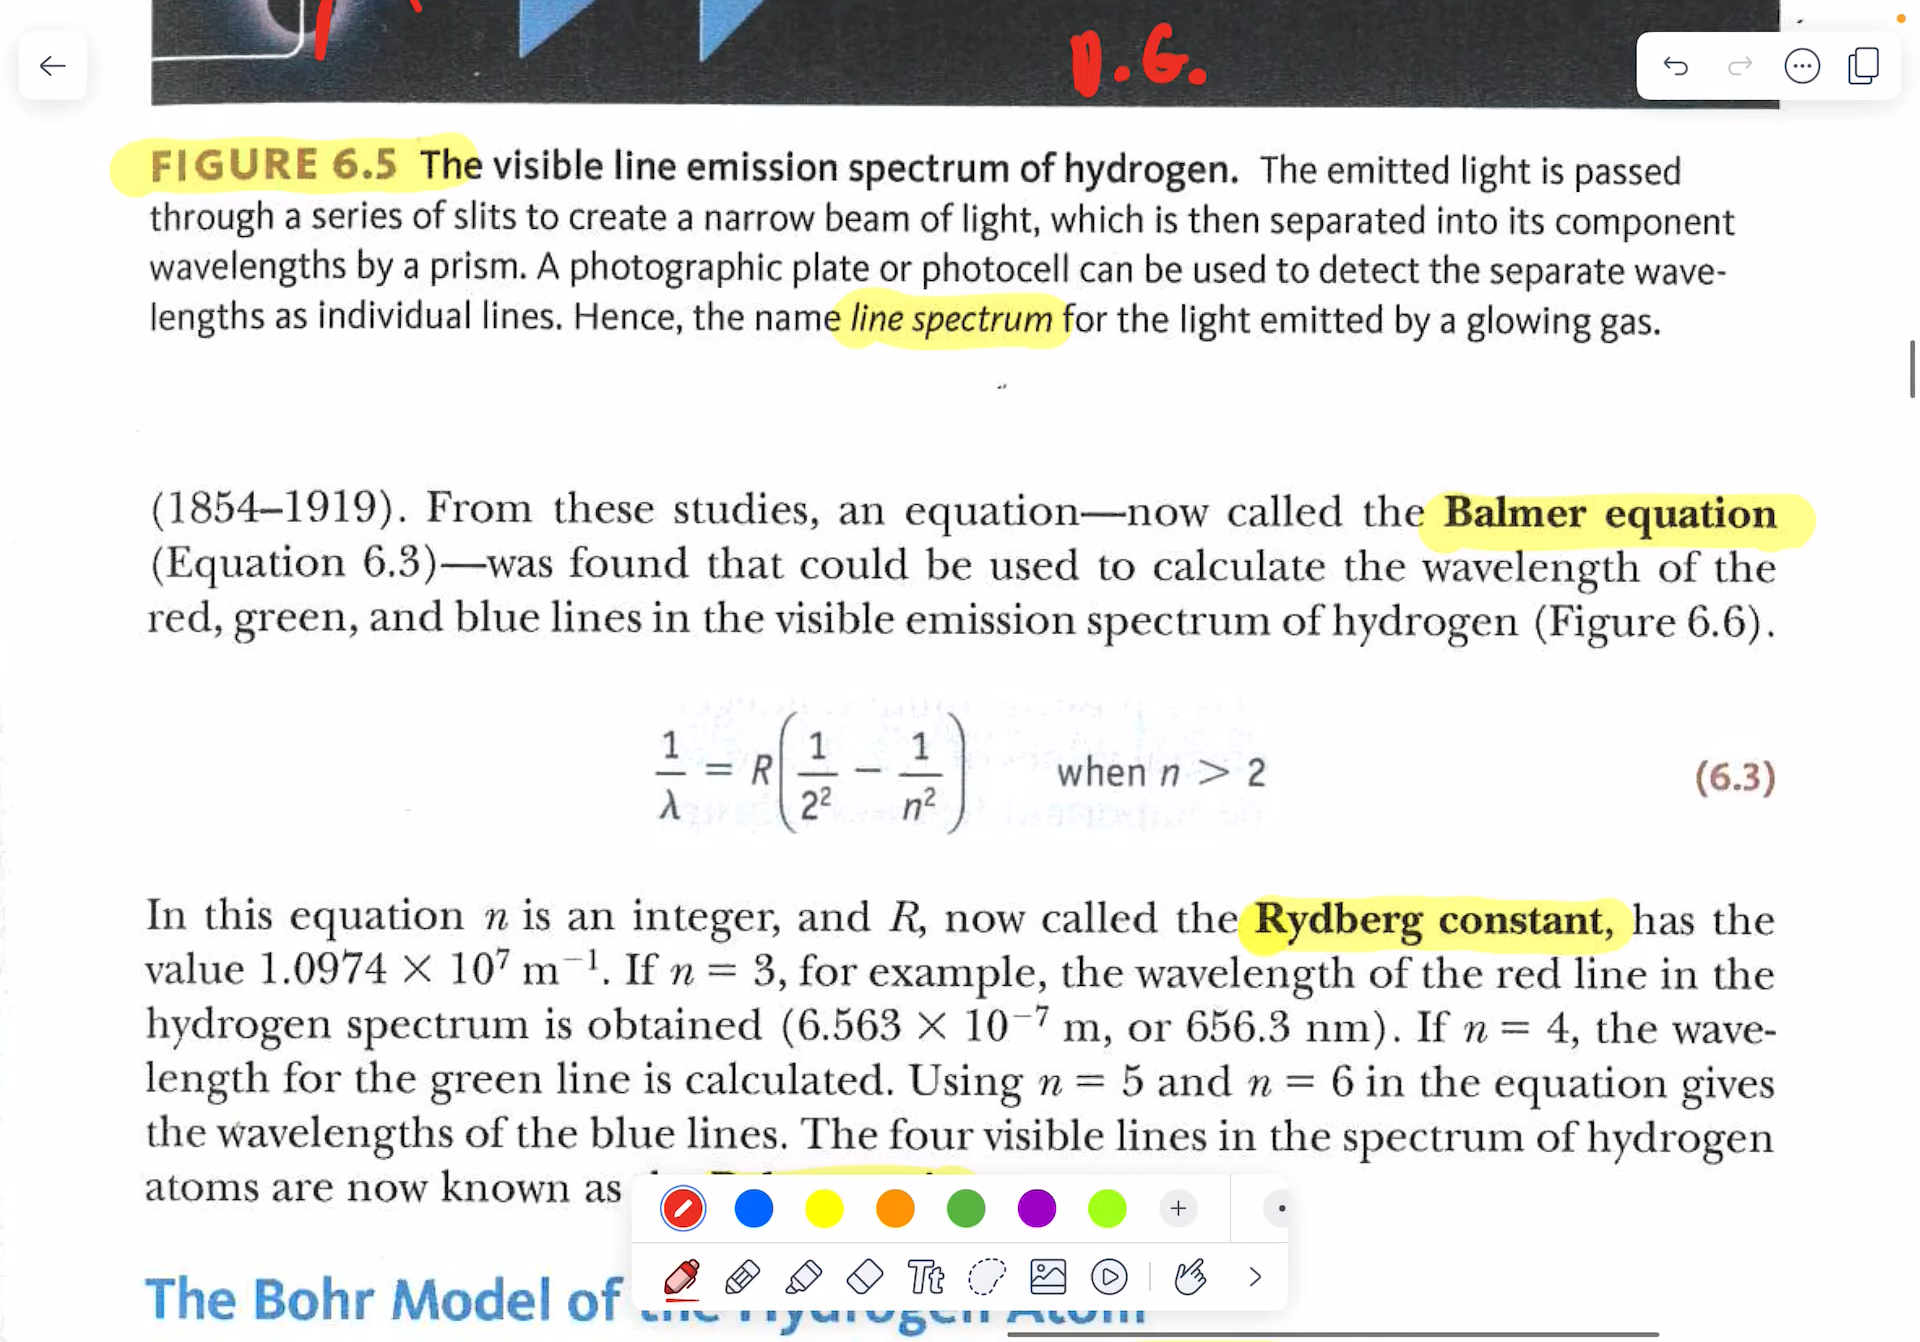 D.G.
FIGURE 6.5 The visible line emission spectrum of hydrogen. The emitted light is passed
through a series of slits to create a narrow beam of light, which is then separated into its component
wavelengths by a prism. A photographic plate or photocell can be used to detect the separate wave-
lengths as individual lines. Hence, the name line spectrum for the light emitted by a glowing gas.
(1854–1919). From these studies, an equation—now called the Balmer equation
(Equation 6.3)—was found that could be used to calculate the wavelength of the
red, green, and blue lines in the visible emission spectrum of hydrogen (Figure 6.6).
1/λ = R(1/2² − 1/n²) when n > 2 (6.3)
In this equation n is an integer, and R, now called the Rydberg constant, has the
value 1.0974 × 10⁷ m⁻¹. If n = 3, for example, the wavelength of the red line in the
hydrogen spectrum is obtained (6.563 × 10⁻⁷ m, or 656.3 nm). If n = 4, the wave-
length for the green line is calculated. Using n = 5 and n = 6 in the equation gives
the wavelengths of the blue lines. The four visible lines in the spectrum of hydrogen
atoms are now known as
Tt
The Bohr Model of the Hydrogen Atom